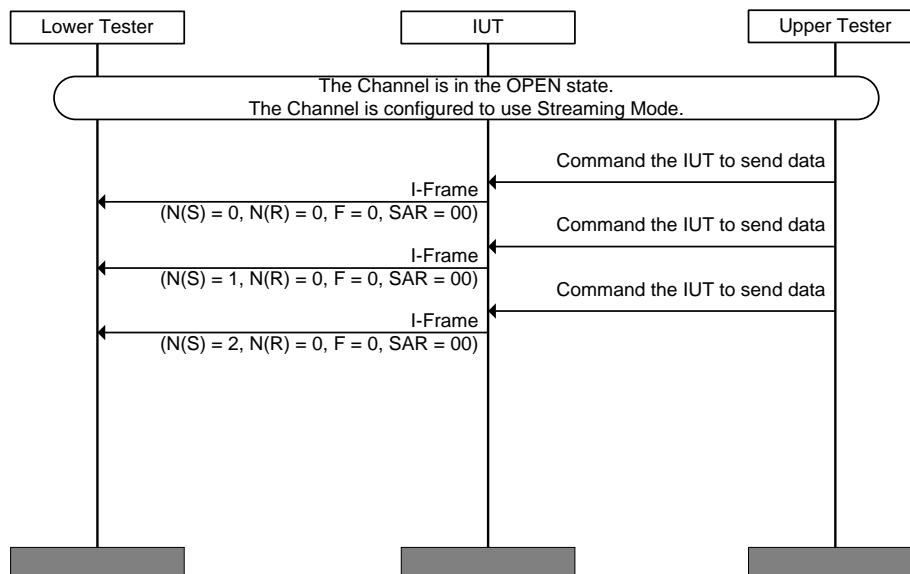 Lower Tester
IUT
Upper Tester
The Channel is in the OPEN state.
The Channel is configured to use Streaming Mode.
Command the IUT to send data
I-Frame
(N(S) = 0, N(R) = 0, F = 0, SAR = 00)
Command the IUT to send data
I-Frame
(N(S) = 1, N(R) = 0, F = 0, SAR = 00)
Command the IUT to send data
I-Frame
(N(S) = 2, N(R) = 0, F = 0, SAR = 00)